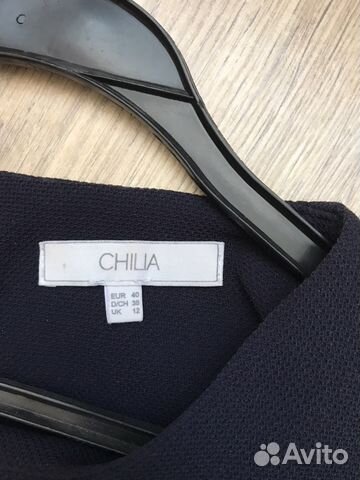 C
CHILIA
EUR 40
D/CH 38
UK 12
Avito